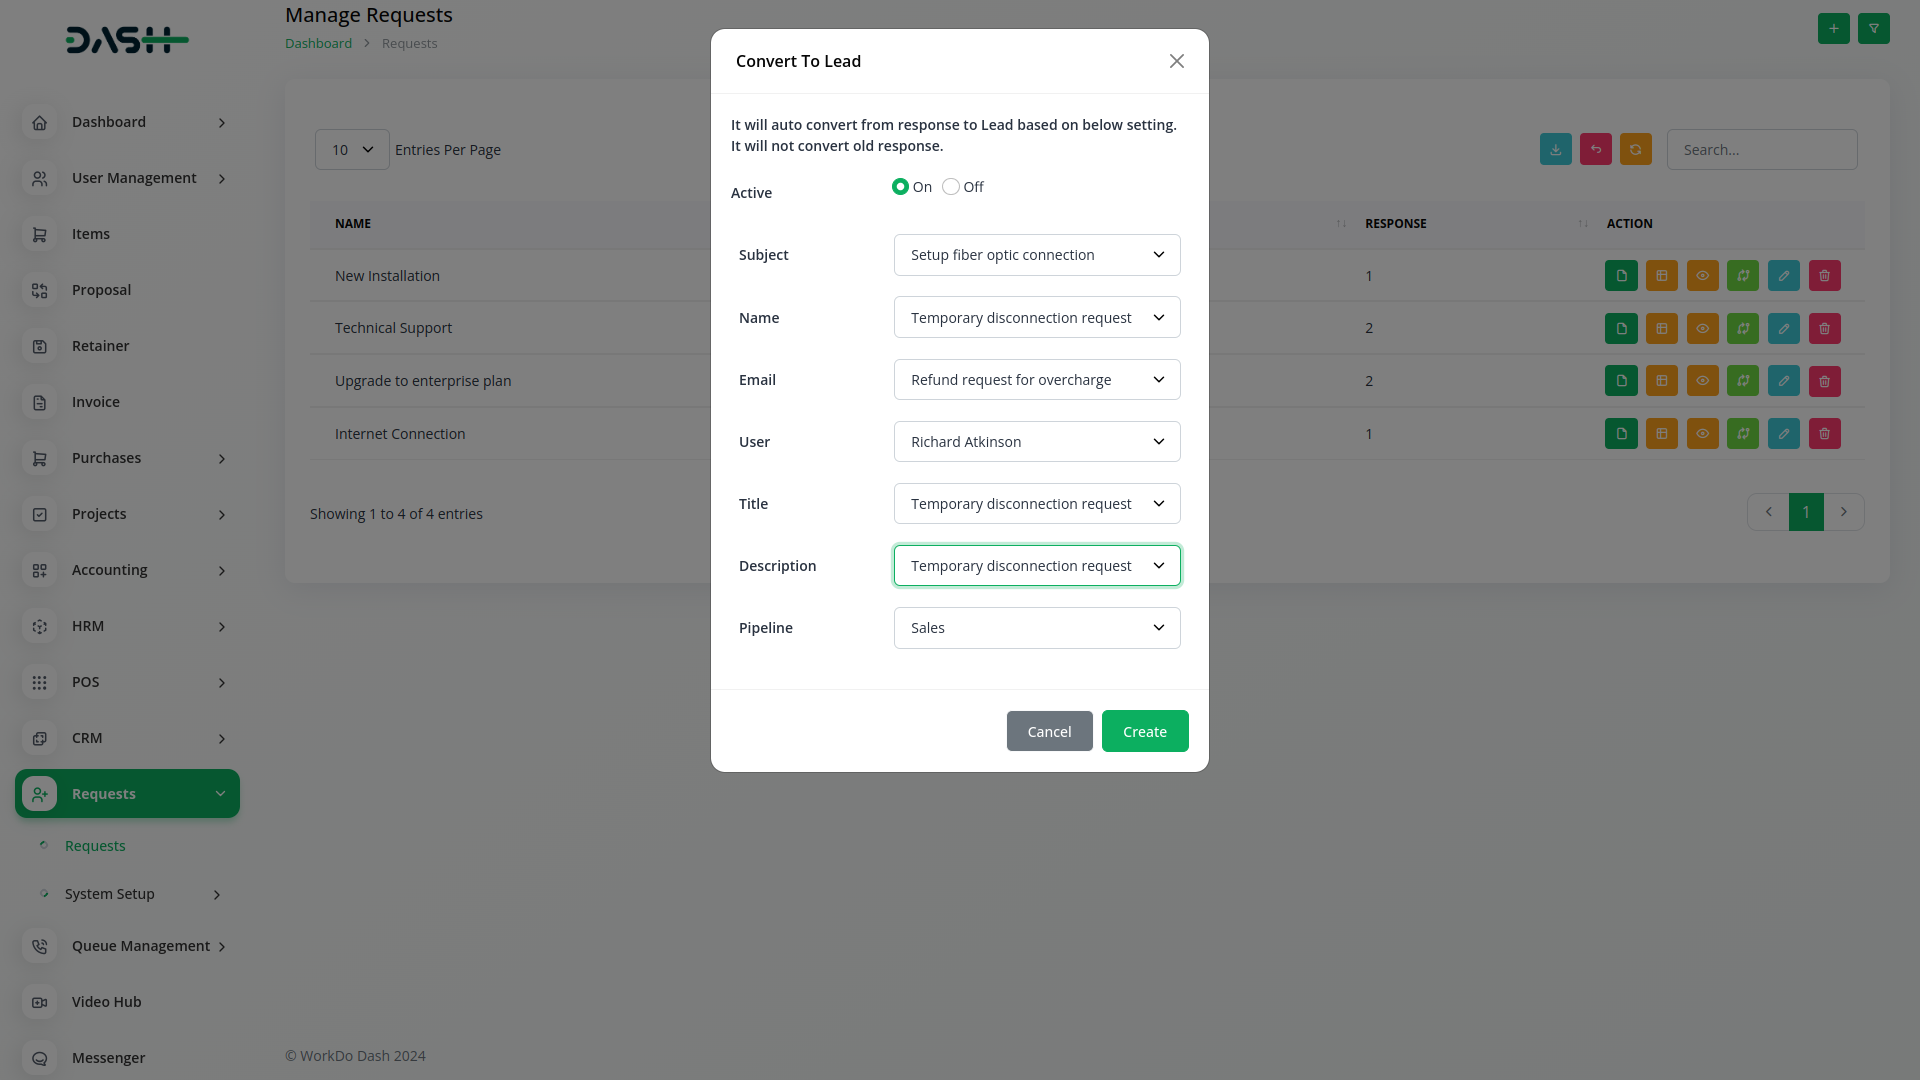 DASH
Dashboard
User Management
Items
Proposal
Retainer
Invoice
Purchases
Projects
Accounting
HRM
POS
CRM
Requests
Requests
System Setup
Queue Management
Video Hub
Messenger
Manage Requests
Dashboard > Requests
10 Entries Per Page
Search...
NAME RESPONSE ACTION
New Installation 1
Technical Support 2
Upgrade to enterprise plan 2
Internet Connection 1
Showing 1 to 4 of 4 entries
1
© WorkDo Dash 2024
Convert To Lead
It will auto convert from response to Lead based on below setting.
It will not convert old response.
Active On Off
Subject Setup fiber optic connection
Name Temporary disconnection request
Email Refund request for overcharge
User Richard Atkinson
Title Temporary disconnection request
Description Temporary disconnection request
Pipeline Sales
Cancel Create